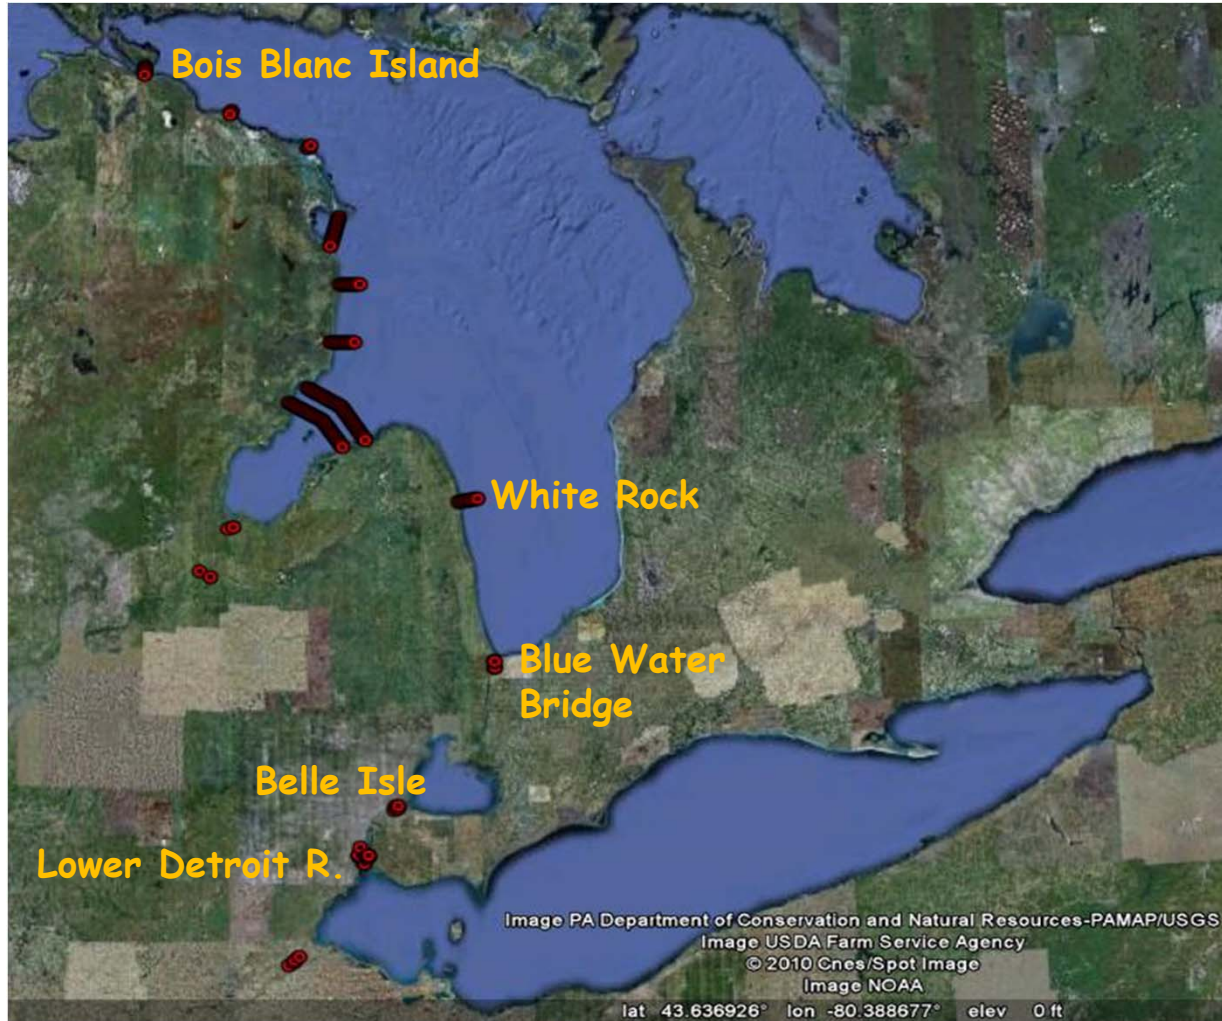 Bois Blanc Island
White Rock
Blue Water
Bridge
Belle Isle
Lower Detroit R.
Image PA Department of Conservation and Natural Resources-PAMAP/USGS
Image USDA Farm Service Agency
© 2010 Cnes/Spot Image
Image NOAA
lat 43.636926° lon -80.388677° elev 0 ft